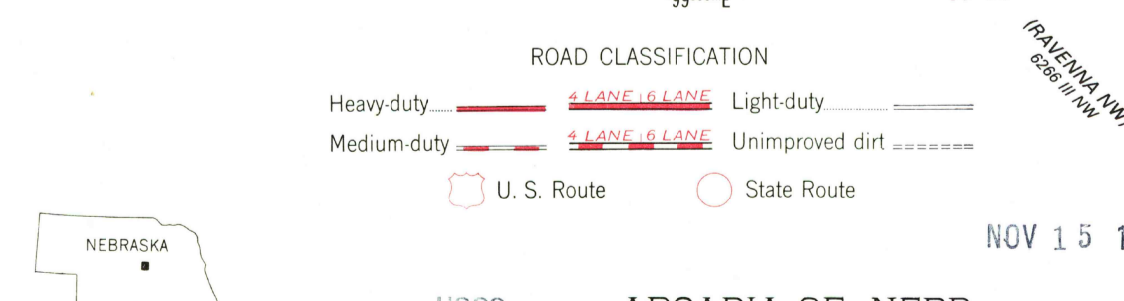 ROAD CLASSIFICATION
Heavy-duty 4 LANE 6 LANE Light-duty
Medium-duty 4 LANE 6 LANE Unimproved dirt
U. S. Route State Route
(RAVENNA NW)
6266 III NW
NEBRASKA
NOV 15 1